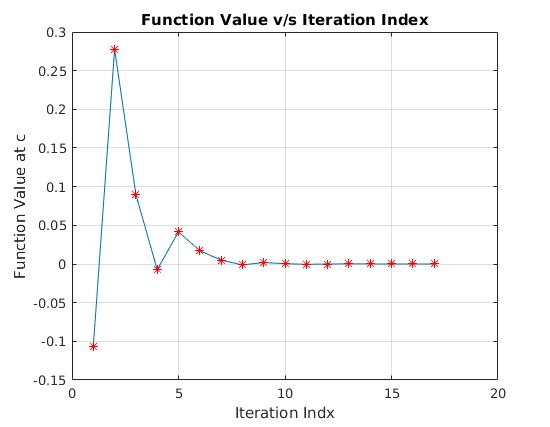 Function Value v/s Iteration Index
0.3
0.25
0.2
0.15
0.1
0.05
0
-0.05
-0.1
-0.15
Function Value at c
0 5 10 15 20
Iteration Indx